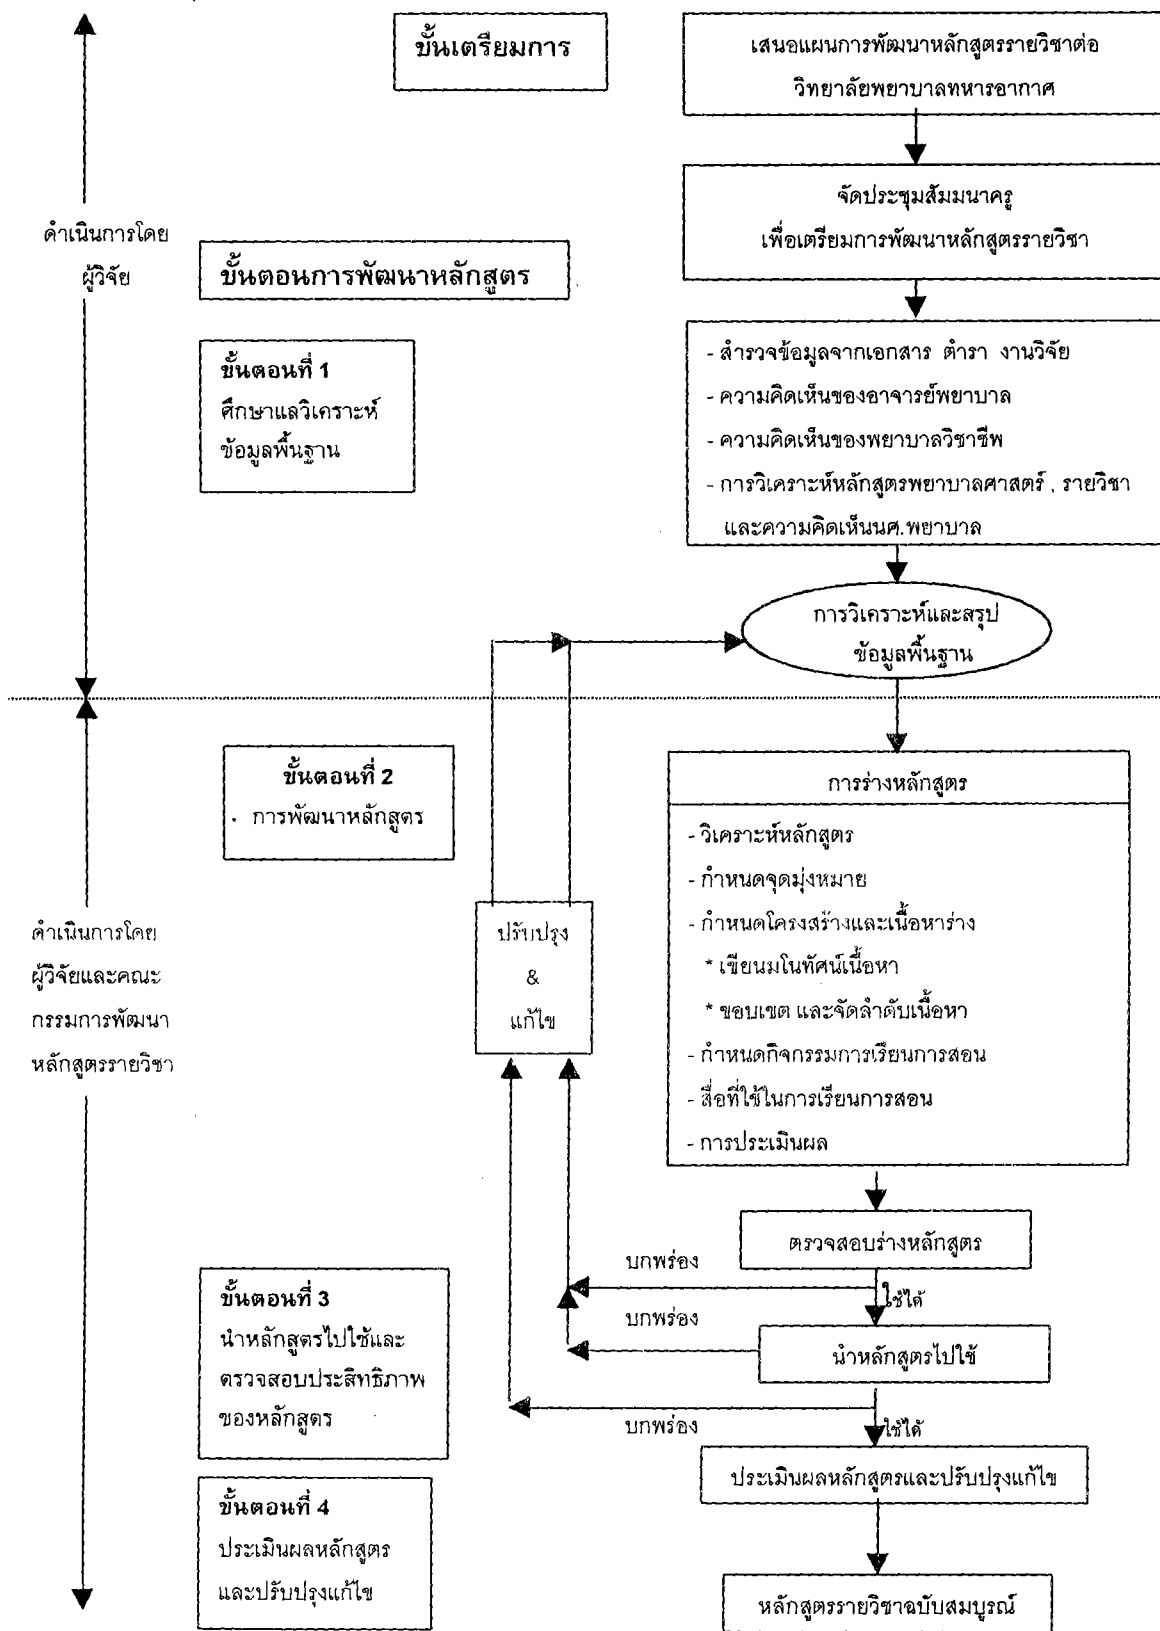 ขั้นเตรียมการ
เสนอแผนการพัฒนาหลักสูตรรายวิชาต่อ
วิทยาลัยพยาบาลทหารอากาศ
จัดประชุมสัมมนาครู
เพื่อเตรียมการพัฒนาหลักสูตรรายวิชา
ดำเนินการโดย
ผู้วิจัย
ขั้นตอนการพัฒนาหลักสูตร
ขั้นตอนที่ 1
ศึกษาแลวิเคราะห์
ข้อมูลพื้นฐาน
- สำรวจข้อมูลจากเอกสาร ตำรา งานวิจัย
- ความคิดเห็นของอาจารย์พยาบาล
- ความคิดเห็นของพยาบาลวิชาชีพ
- การวิเคราะห์หลักสูตรพยาบาลศาสตร์ , รายวิชา
และความคิดเห็นนศ.พยาบาล
การวิเคราะห์และสรุป
ข้อมูลพื้นฐาน
ขั้นตอนที่ 2
การพัฒนาหลักสูตร
การร่างหลักสูตร
- วิเคราะห์หลักสูตร
- กำหนดจุดมุ่งหมาย
- กำหนดโครงสร้างและเนื้อหาร่าง
* เขียนมโนทัศน์เนื้อหา
* ขอบเขต และจัดลำดับเนื้อหา
- กำหนดกิจกรรมการเรียนการสอน
- สื่อที่ใช้ในการเรียนการสอน
- การประเมินผล
ปรับปรุง
&
แก้ไข
ดำเนินการโดย
ผู้วิจัยและคณะ
กรรมการพัฒนา
หลักสูตรรายวิชา
ตรวจสอบร่างหลักสูตร
บกพร่อง
ใช้ได้
บกพร่อง
นำหลักสูตรไปใช้
ขั้นตอนที่ 3
นำหลักสูตรไปใช้และ
ตรวจสอบประสิทธิภาพ
ของหลักสูตร
บกพร่อง
ใช้ได้
ประเมินผลหลักสูตรและปรับปรุงแก้ไข
ขั้นตอนที่ 4
ประเมินผลหลักสูตร
และปรับปรุงแก้ไข
หลักสูตรรายวิชาฉบับสมบูรณ์